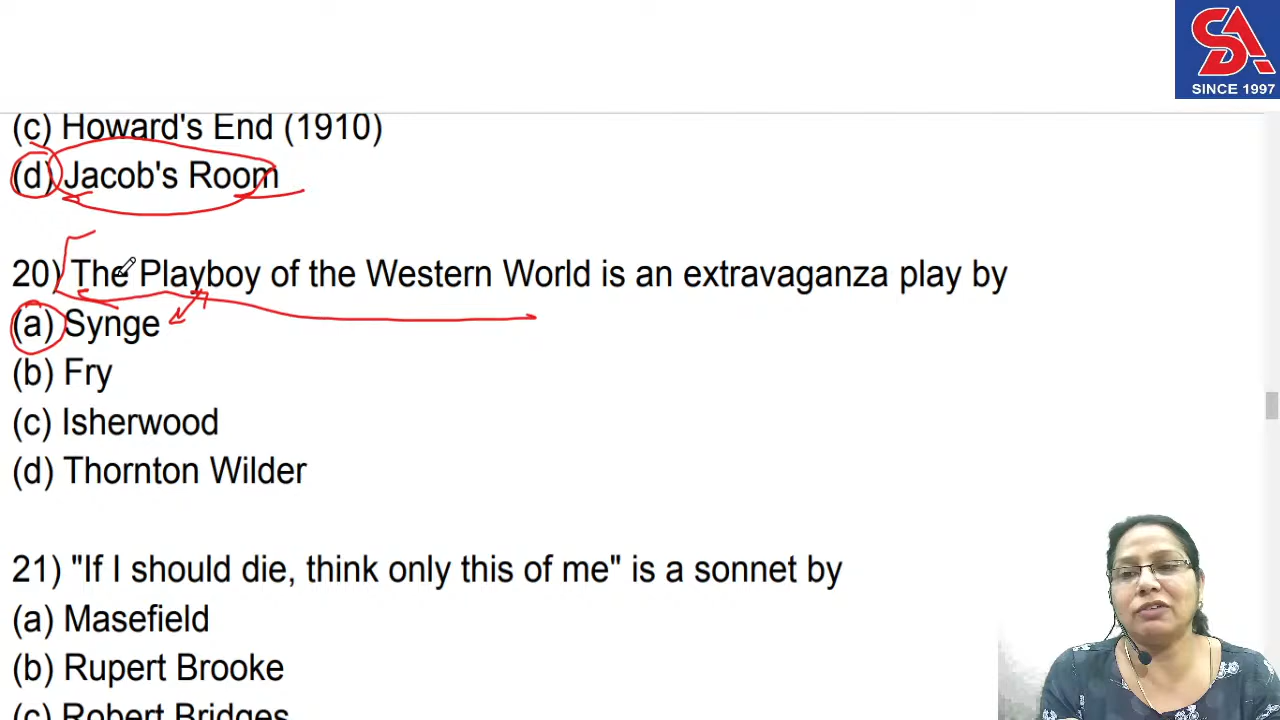 SA
SINCE 1997
(c) Howard's End (1910)
(d) Jacob's Room
20) The Playboy of the Western World is an extravaganza play by
(a) Synge
(b) Fry
(c) Isherwood
(d) Thornton Wilder
21) "If I should die, think only this of me" is a sonnet by
(a) Masefield
(b) Rupert Brooke
(c) Robert Bridges